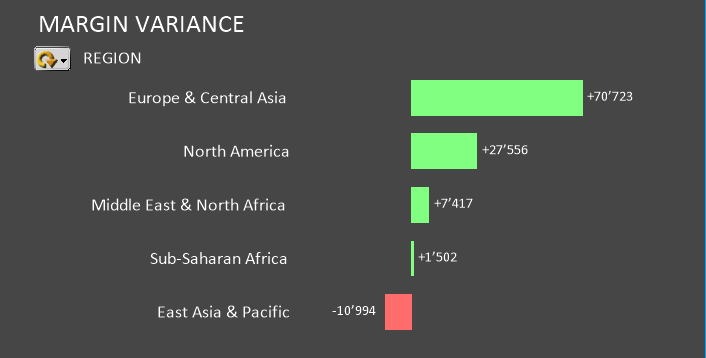 MARGIN VARIANCE
REGION
Europe & Central Asia +70’723
North America +27’556
Middle East & North Africa +7’417
Sub-Saharan Africa +1’502
East Asia & Pacific -10’994